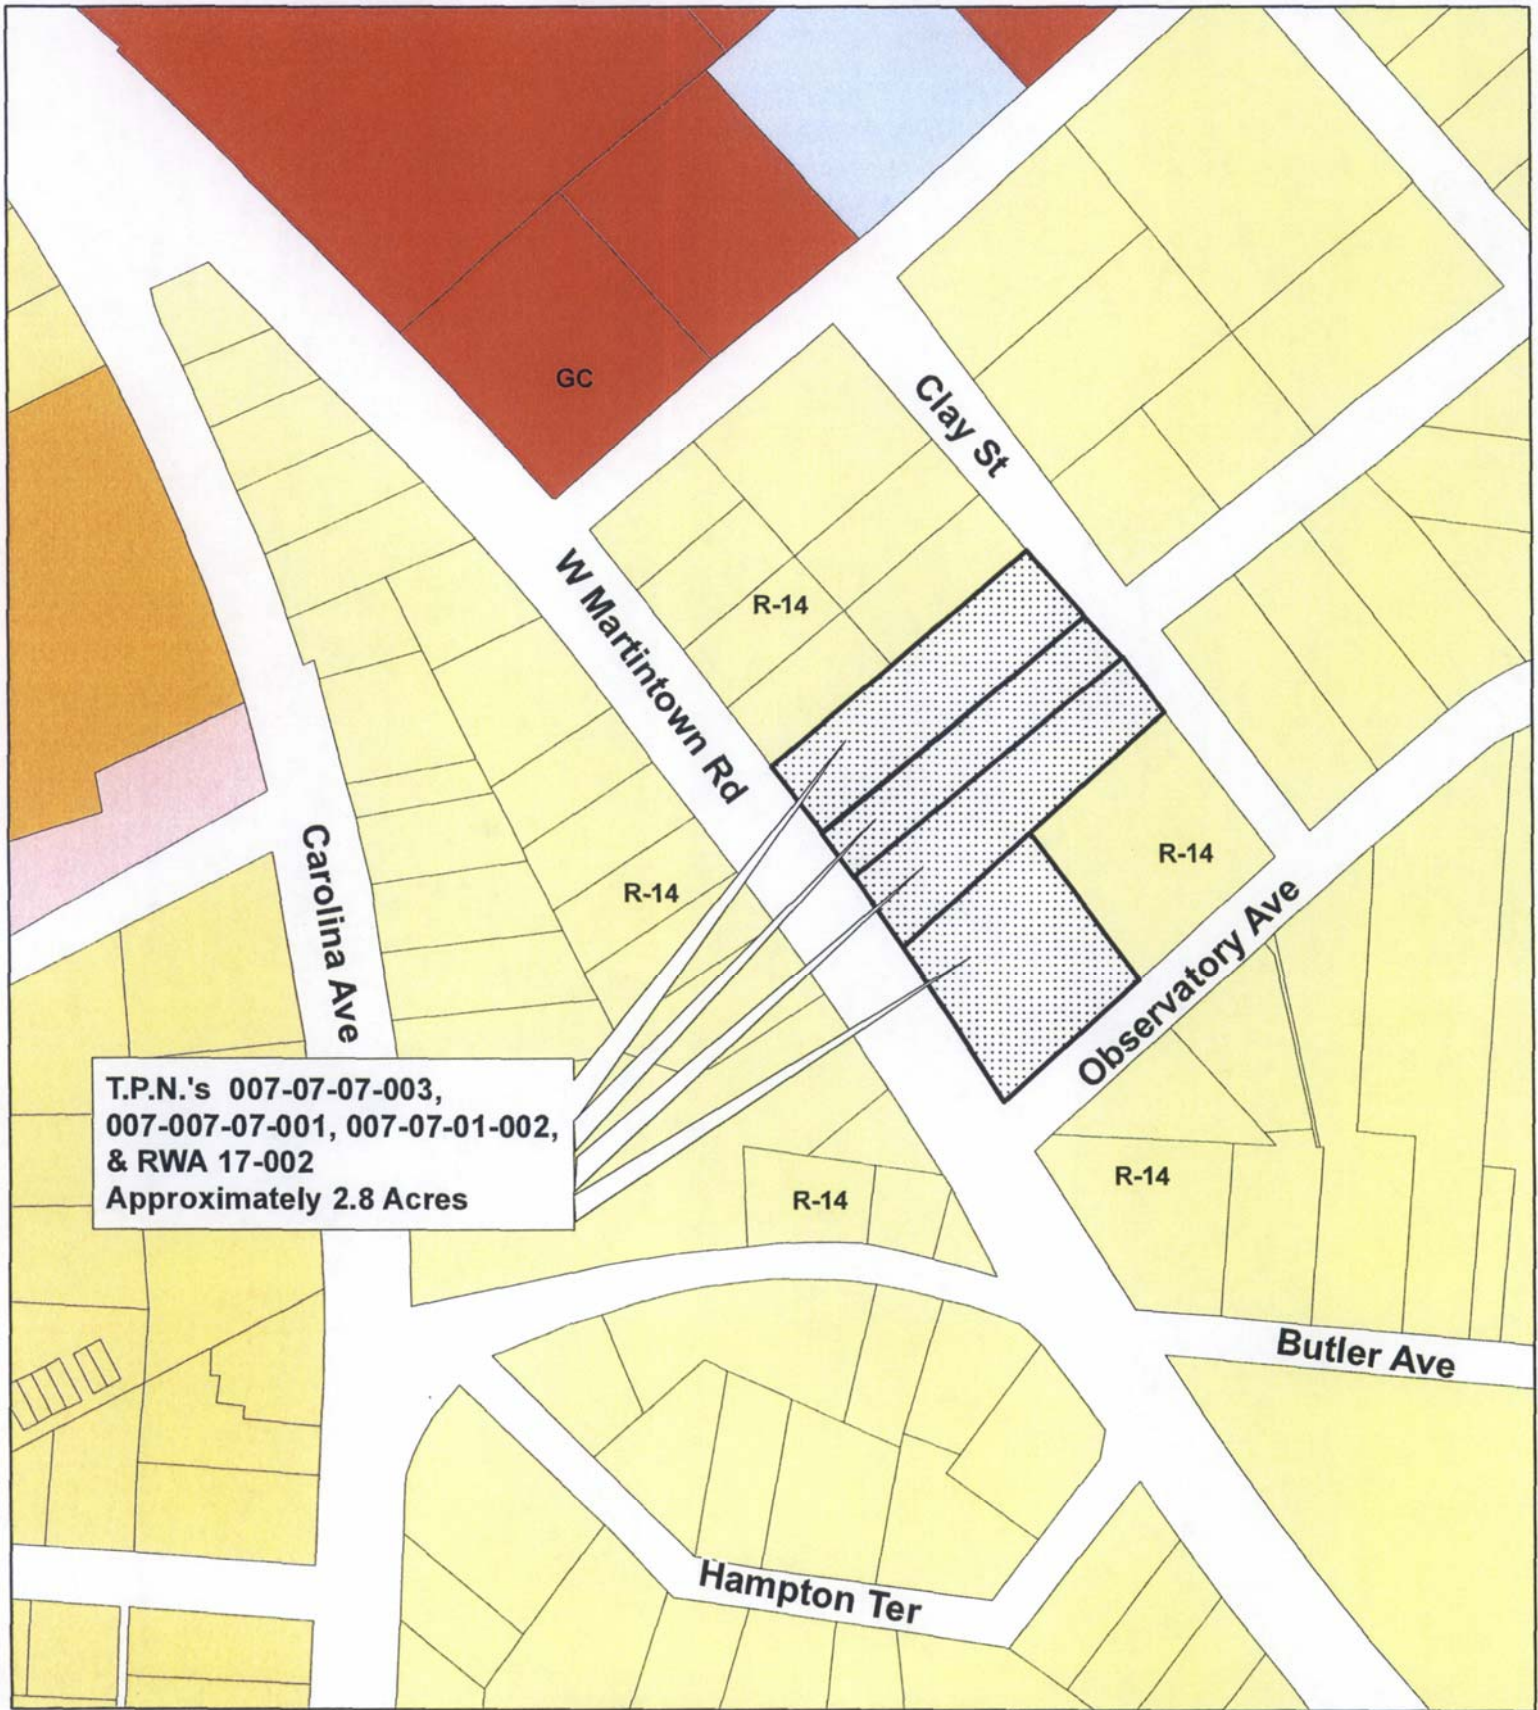 GC
Clay St
R-14
W Martintown Rd
R-14
R-14
Carolina Ave
Observatory Ave
T.P.N.'s 007-07-07-003,
007-007-07-001, 007-07-01-002,
& RWA 17-002
Approximately 2.8 Acres
R-14
R-14
Butler Ave
Hampton Ter